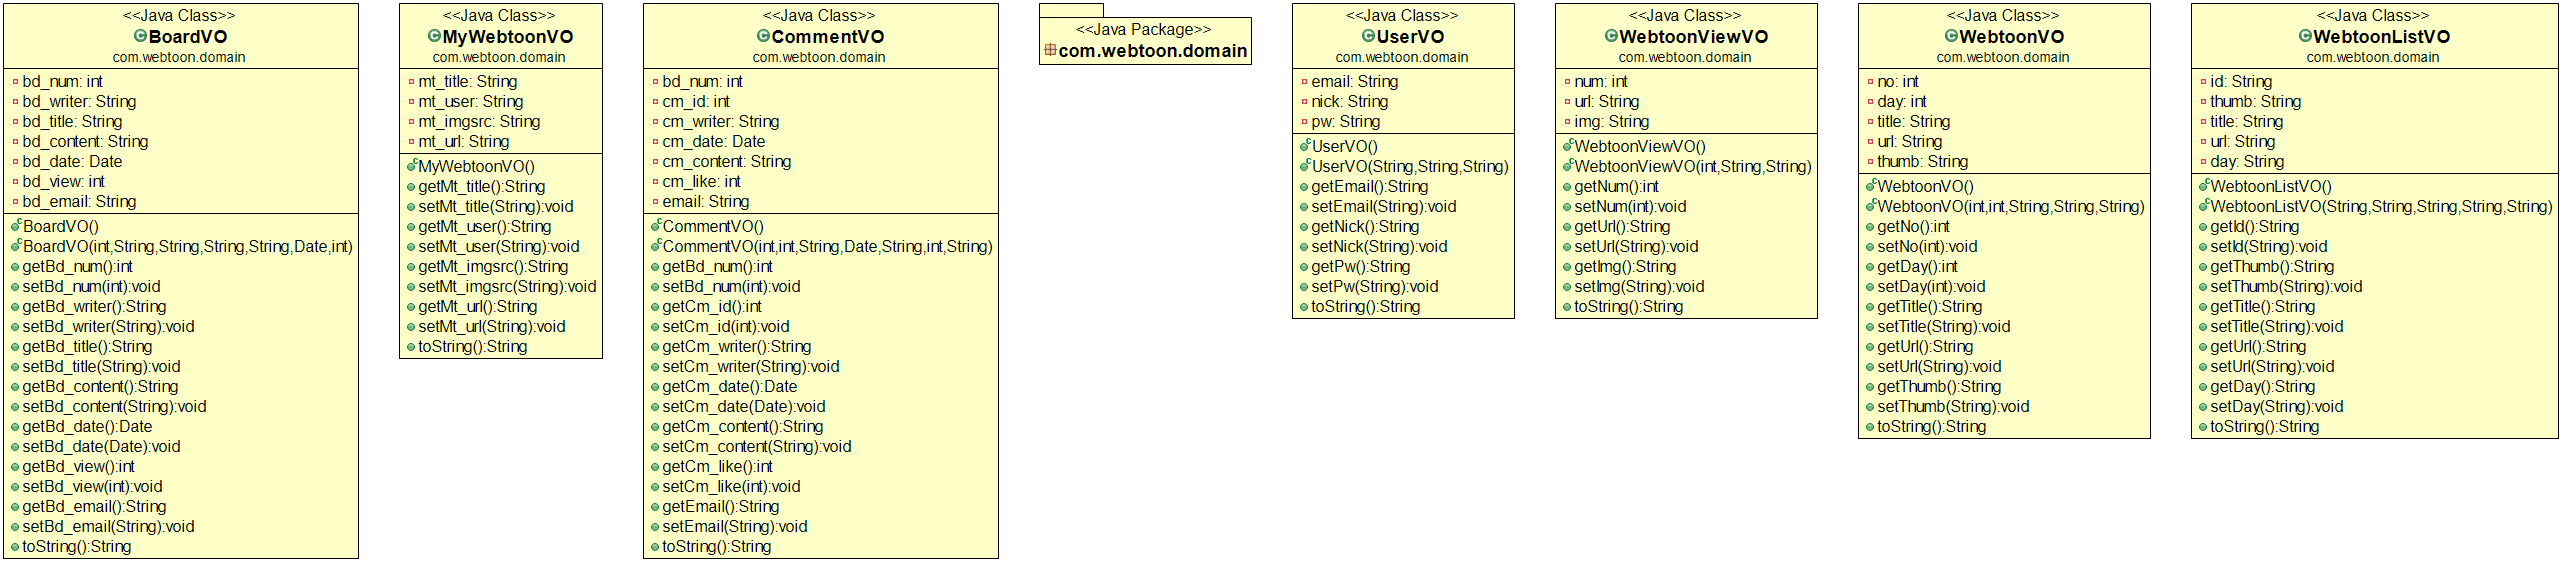 <<Java Class>>
BoardVO
com.webtoon.domain
bd_num: int
bd_writer: String
bd_title: String
bd_content: String
bd_date: Date
bd_view: int
bd_email: String
BoardVO()
BoardVO(int,String,String,String,String,Date,int)
getBd_num():int
setBd_num(int):void
getBd_writer():String
setBd_writer(String):void
getBd_title():String
setBd_title(String):void
getBd_content():String
setBd_content(String):void
getBd_date():Date
setBd_date(Date):void
getBd_view():int
setBd_view(int):void
getBd_email():String
setBd_email(String):void
toString():String
<<Java Class>>
MyWebtoonVO
com.webtoon.domain
mt_title: String
mt_user: String
mt_imgsrc: String
mt_url: String
MyWebtoonVO()
getMt_title():String
setMt_title(String):void
getMt_user():String
setMt_user(String):void
getMt_imgsrc():String
setMt_imgsrc(String):void
getMt_url():String
setMt_url(String):void
toString():String
<<Java Class>>
CommentVO
com.webtoon.domain
bd_num: int
cm_id: int
cm_writer: String
cm_date: Date
cm_content: String
cm_like: int
email: String
CommentVO()
CommentVO(int,int,String,Date,String,int,String)
getBd_num():int
setBd_num(int):void
getCm_id():int
setCm_id(int):void
getCm_writer():String
setCm_writer(String):void
getCm_date():Date
setCm_date(Date):void
getCm_content():String
setCm_content(String):void
getCm_like():int
setCm_like(int):void
getEmail():String
setEmail(String):void
toString():String
<<Java Package>>
com.webtoon.domain
<<Java Class>>
UserVO
com.webtoon.domain
email: String
nick: String
pw: String
UserVO()
UserVO(String,String,String)
getEmail():String
setEmail(String):void
getNick():String
setNick(String):void
getPw():String
setPw(String):void
toString():String
<<Java Class>>
WebtoonViewVO
com.webtoon.domain
num: int
url: String
img: String
WebtoonViewVO()
WebtoonViewVO(int,String,String)
getNum():int
setNum(int):void
getUrl():String
setUrl(String):void
getImg():String
setImg(String):void
toString():String
<<Java Class>>
WebtoonVO
com.webtoon.domain
no: int
day: int
title: String
url: String
thumb: String
WebtoonVO()
WebtoonVO(int,int,String,String,String)
getNo():int
setNo(int):void
getDay():int
setDay(int):void
getTitle():String
setTitle(String):void
getUrl():String
setUrl(String):void
getThumb():String
setThumb(String):void
toString():String
<<Java Class>>
WebtoonListVO
com.webtoon.domain
id: String
thumb: String
title: String
url: String
day: String
WebtoonListVO()
WebtoonListVO(String,String,String,String,String)
getId():String
setId(String):void
getThumb():String
setThumb(String):void
getTitle():String
setTitle(String):void
getUrl():String
setUrl(String):void
getDay():String
setDay(String):void
toString():String